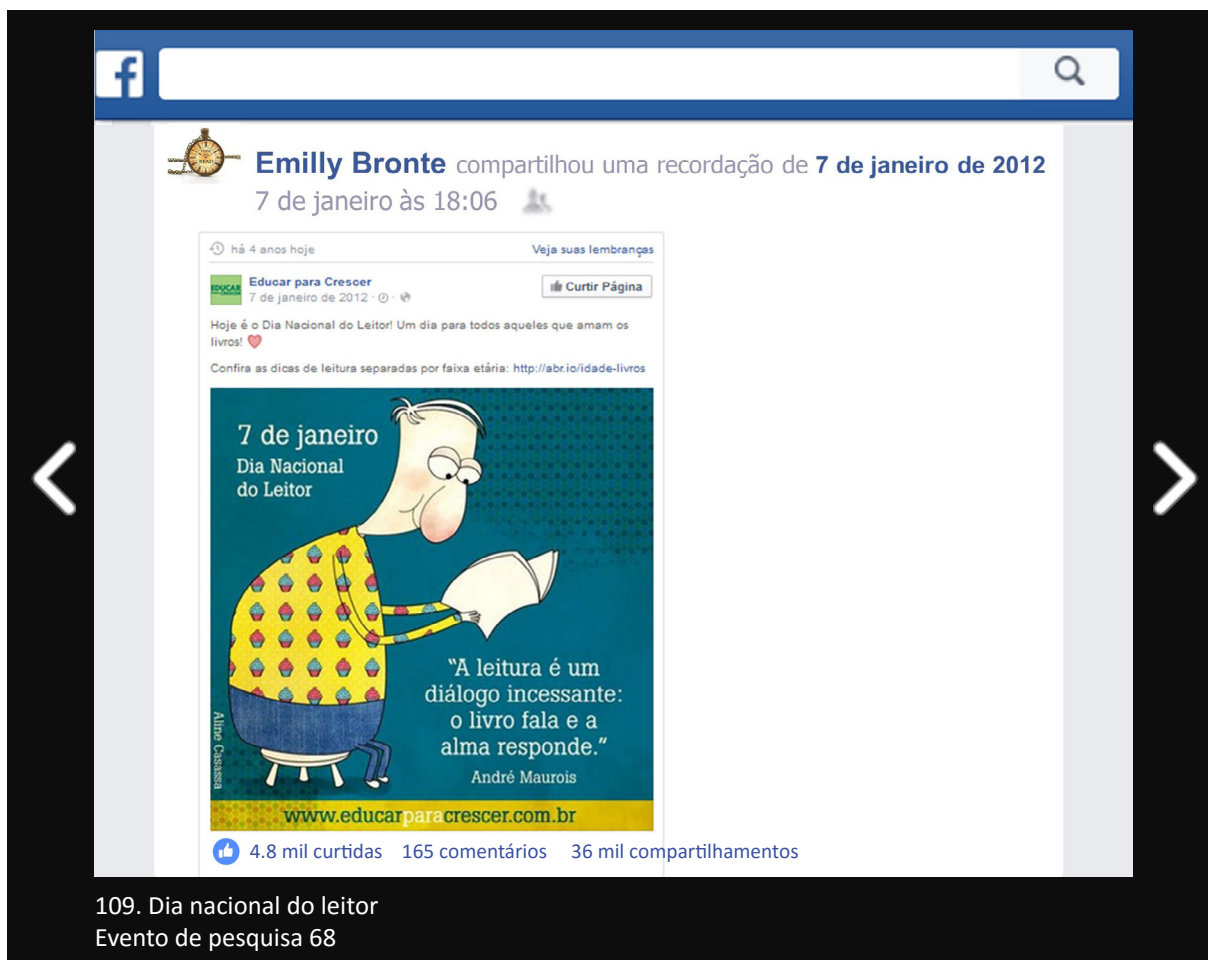 f
Emilly Bronte compartilhou uma recordação de 7 de janeiro de 2012
7 de janeiro às 18:06
há 4 anos hoje
Veja suas lembranças
EDUCAR
Educar para Crescer
7 de janeiro de 2012
Curtir Página
Hoje é o Dia Nacional do Leitor! Um dia para todos aqueles que amam os
livros!
Confira as dicas de leitura separadas por faixa etária: http://abr.io/idade-livros
7 de janeiro
Dia Nacional
do Leitor
"A leitura é um
diálogo incessante:
o livro fala e a
alma responde."
André Maurois
Aline Casassa
www.educarparacrescer.com.br
4.8 mil curtidas 165 comentários 36 mil compartilhamentos
109. Dia nacional do leitor
Evento de pesquisa 68